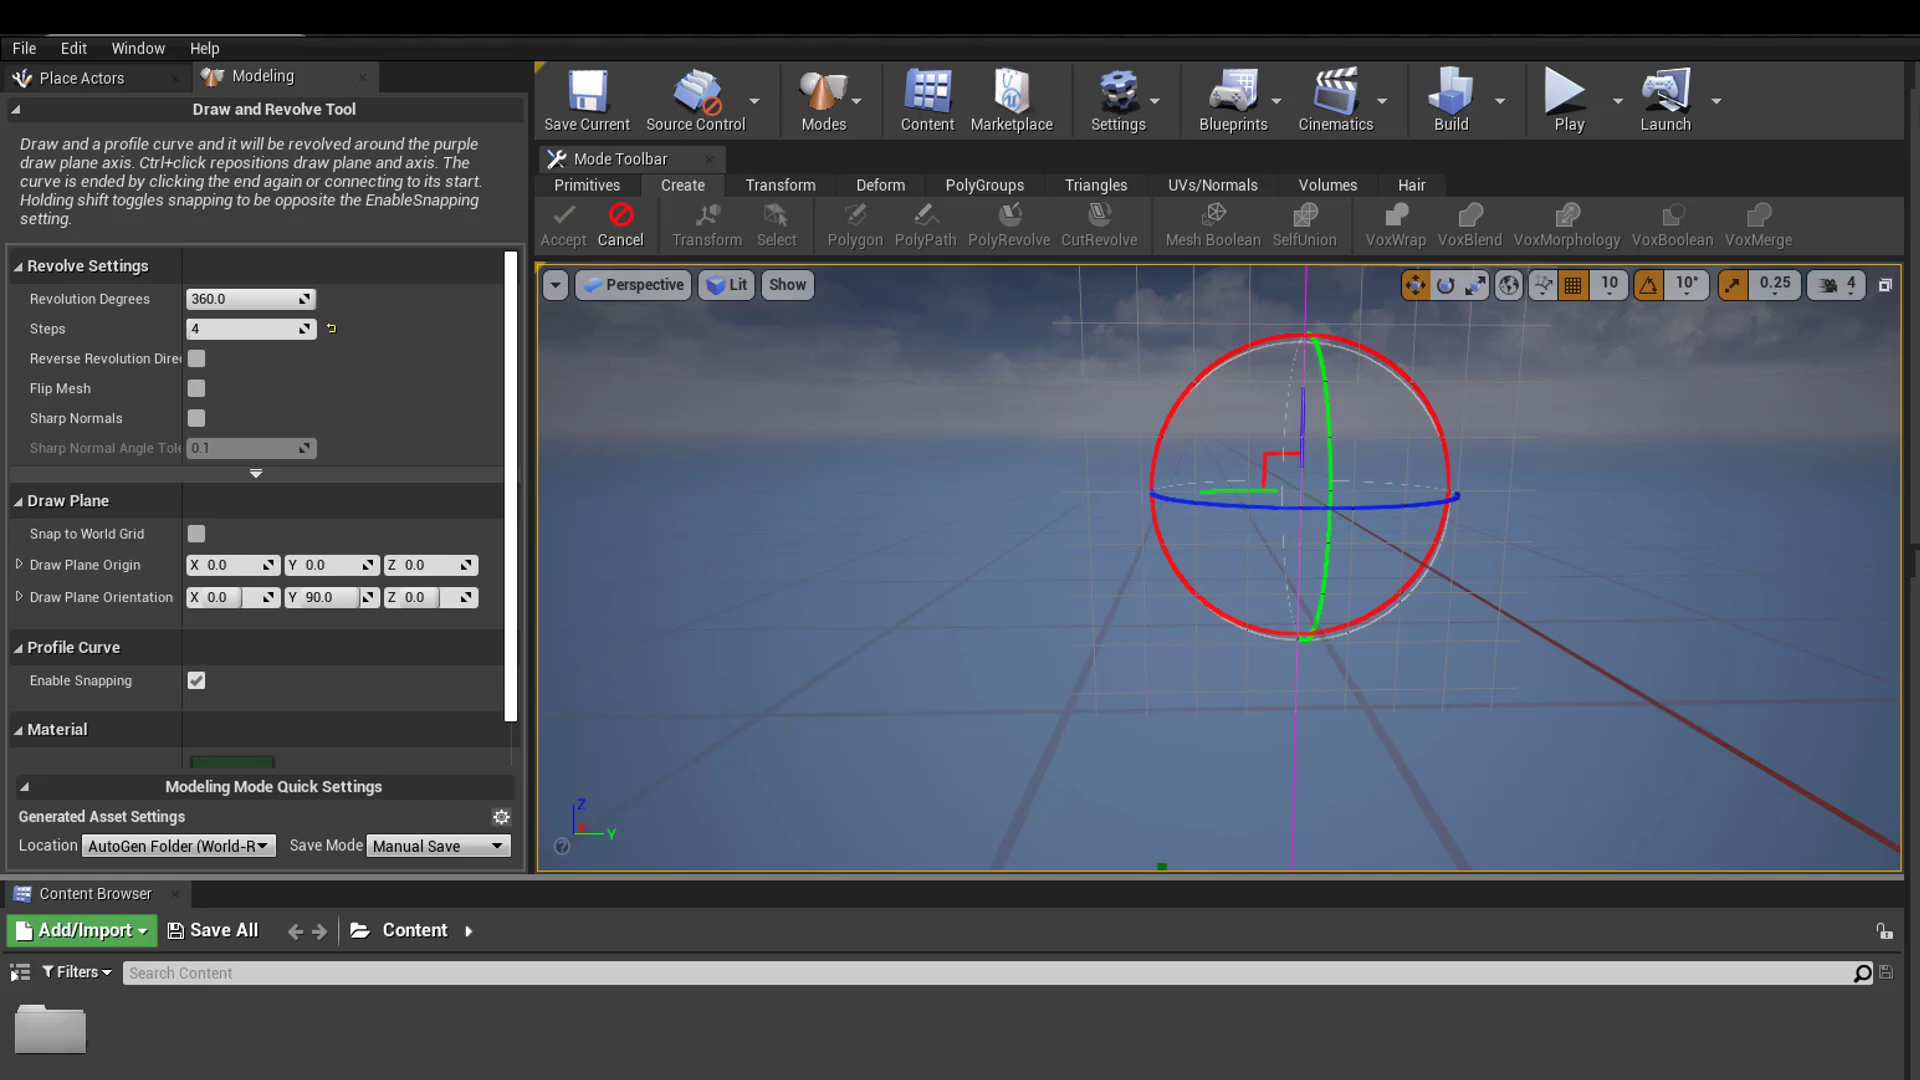 File Edit Window Help
Place Actors Modeling
Draw and Revolve Tool
Draw and a profile curve and it will be revolved around the purple
draw plane axis. Ctrl+click repositions draw plane and axis. The
curve is ended by clicking the end again or connecting to its start.
Holding shift toggles snapping to be opposite the EnableSnapping
setting.
Revolve Settings
Revolution Degrees 360.0
Steps 4
Reverse Revolution Dire
Flip Mesh
Sharp Normals
Sharp Normal Angle Tole 0.1
Draw Plane
Snap to World Grid
Draw Plane Origin X 0.0 Y 0.0 Z 0.0
Draw Plane Orientation X 0.0 Y 90.0 Z 0.0
Profile Curve
Enable Snapping
Material
Modeling Mode Quick Settings
Generated Asset Settings
Location AutoGen Folder (World-R Save Mode Manual Save
Save Current Source Control Modes Content Marketplace Settings Blueprints Cinematics Build Play Launch
Mode Toolbar
Primitives Create Transform Deform PolyGroups Triangles UVs/Normals Volumes Hair
Accept Cancel Transform Select Polygon PolyPath PolyRevolve CutRevolve Mesh Boolean SelfUnion VoxWrap VoxBlend VoxMorphology VoxBoolean VoxMerge
Perspective Lit Show 10 10° 0.25 4
Z
X Y
Content Browser
Add/Import Save All Content
Filters Search Content